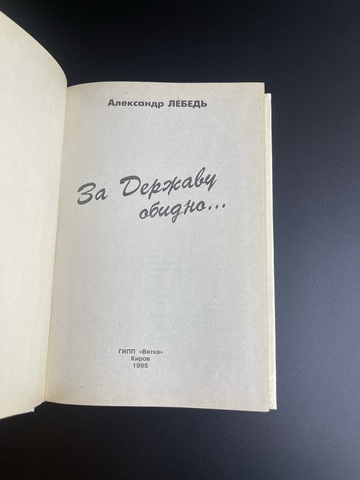 Александр ЛЕБЕДЬ
За Державу
обидно...
ГИПП «Вятка»
Киров
1995